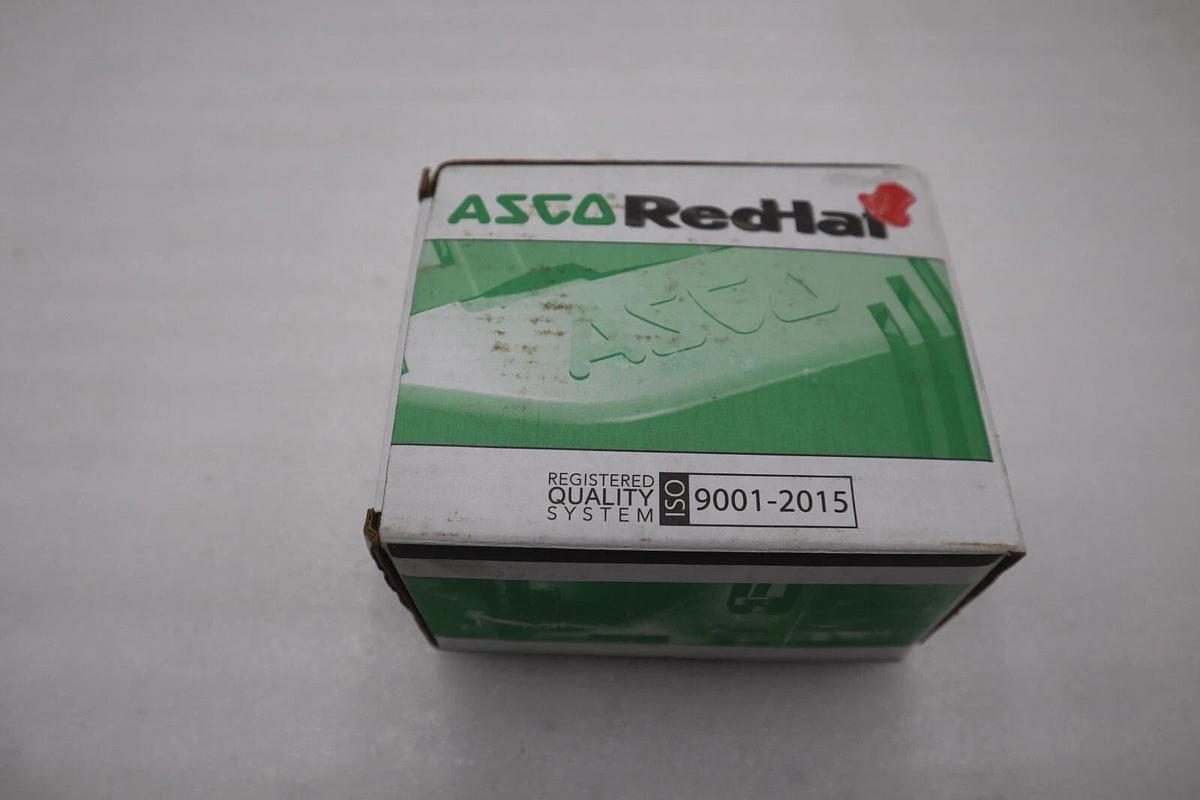 ASCO® RedHat
ASCO
REGISTERED
QUALITY
SYSTEM
ISO
9001-2015